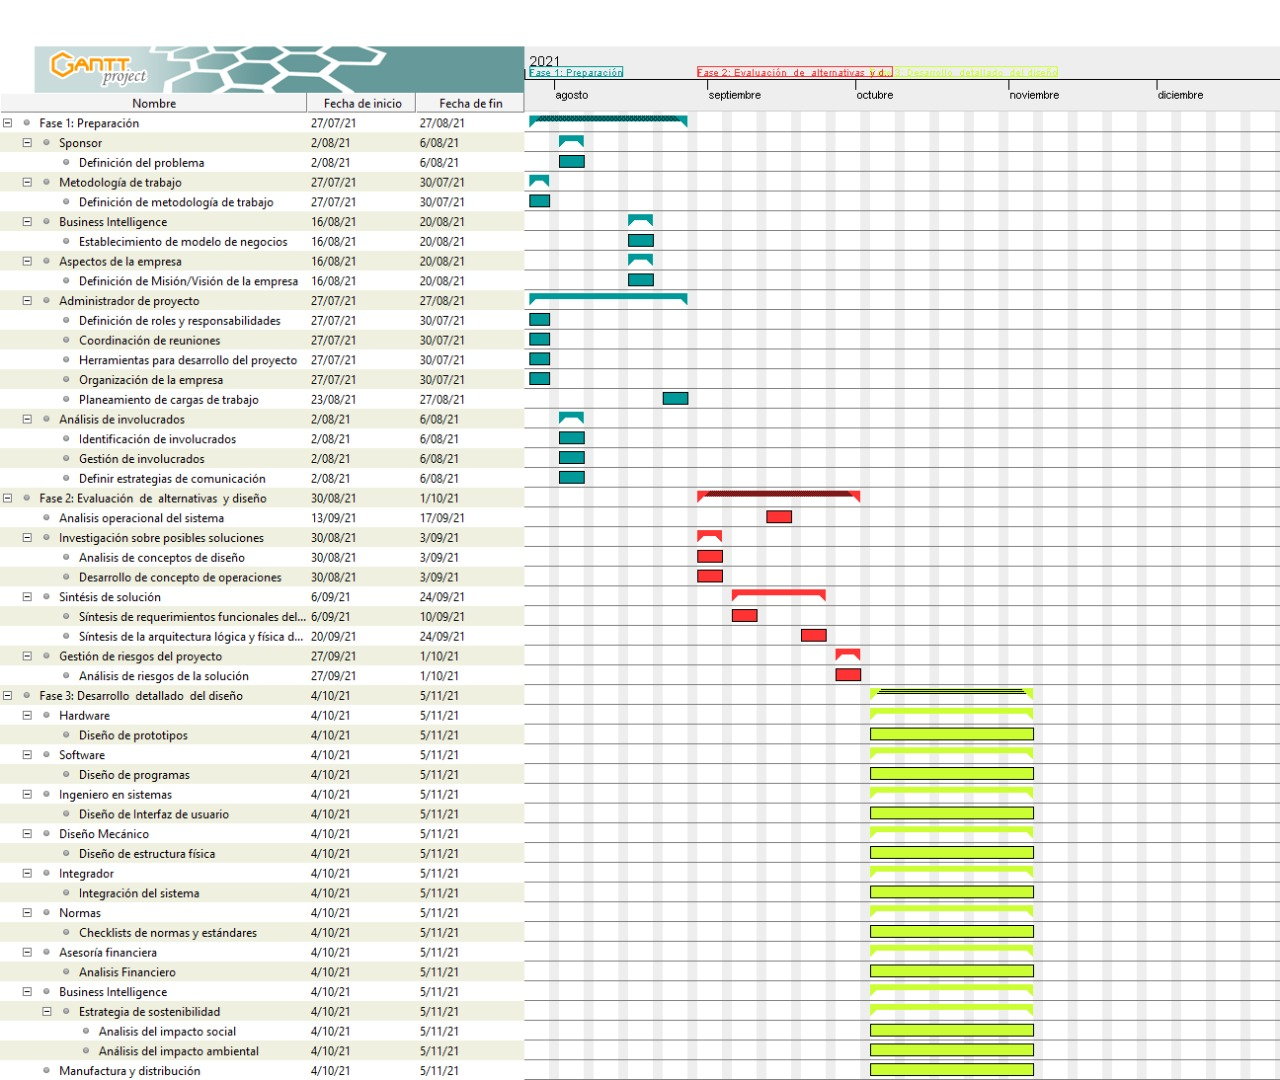 GANTT
project
2021
Fase 1: Preparación Fase 2: Evaluación de alternativas y d... Desarrollo detallado del diseño
agosto septiembre octubre noviembre diciembre
Nombre Fecha de inicio Fecha de fin
Fase 1: Preparación 27/07/21 27/08/21
Sponsor 2/08/21 6/08/21
Definición del problema 2/08/21 6/08/21
Metodología de trabajo 27/07/21 30/07/21
Definición de metodología de trabajo 27/07/21 30/07/21
Business Intelligence 16/08/21 20/08/21
Establecimiento de modelo de negocios 16/08/21 20/08/21
Aspectos de la empresa 16/08/21 20/08/21
Definición de Misión/Visión de la empresa 16/08/21 20/08/21
Administrador de proyecto 27/07/21 27/08/21
Definición de roles y responsabilidades 27/07/21 30/07/21
Coordinación de reuniones 27/07/21 30/07/21
Herramientas para desarrollo del proyecto 27/07/21 30/07/21
Organización de la empresa 27/07/21 30/07/21
Planeamiento de cargas de trabajo 23/08/21 27/08/21
Análisis de involucrados 2/08/21 6/08/21
Identificación de involucrados 2/08/21 6/08/21
Gestión de involucrados 2/08/21 6/08/21
Definir estrategias de comunicación 2/08/21 6/08/21
Fase 2: Evaluación de alternativas y diseño 30/08/21 1/10/21
Analisis operacional del sistema 13/09/21 17/09/21
Investigación sobre posibles soluciones 30/08/21 3/09/21
Analisis de conceptos de diseño 30/08/21 3/09/21
Desarrollo de concepto de operaciones 30/08/21 3/09/21
Sintésis de solución 6/09/21 24/09/21
Síntesis de requerimientos funcionales del... 6/09/21 10/09/21
Síntesis de la arquitectura lógica y física d... 20/09/21 24/09/21
Gestión de riesgos del proyecto 27/09/21 1/10/21
Análisis de riesgos de la solución 27/09/21 1/10/21
Fase 3: Desarrollo detallado del diseño 4/10/21 5/11/21
Hardware 4/10/21 5/11/21
Diseño de prototipos 4/10/21 5/11/21
Software 4/10/21 5/11/21
Diseño de programas 4/10/21 5/11/21
Ingeniero en sistemas 4/10/21 5/11/21
Diseño de Interfaz de usuario 4/10/21 5/11/21
Diseño Mecánico 4/10/21 5/11/21
Diseño de estructura física 4/10/21 5/11/21
Integrador 4/10/21 5/11/21
Integración del sistema 4/10/21 5/11/21
Normas 4/10/21 5/11/21
Checklists de normas y estándares 4/10/21 5/11/21
Asesoría financiera 4/10/21 5/11/21
Analisis Financiero 4/10/21 5/11/21
Business Intelligence 4/10/21 5/11/21
Estrategia de sostenibilidad 4/10/21 5/11/21
Analisis del impacto social 4/10/21 5/11/21
Análisis del impacto ambiental 4/10/21 5/11/21
Manufactura y distribución 4/10/21 5/11/21